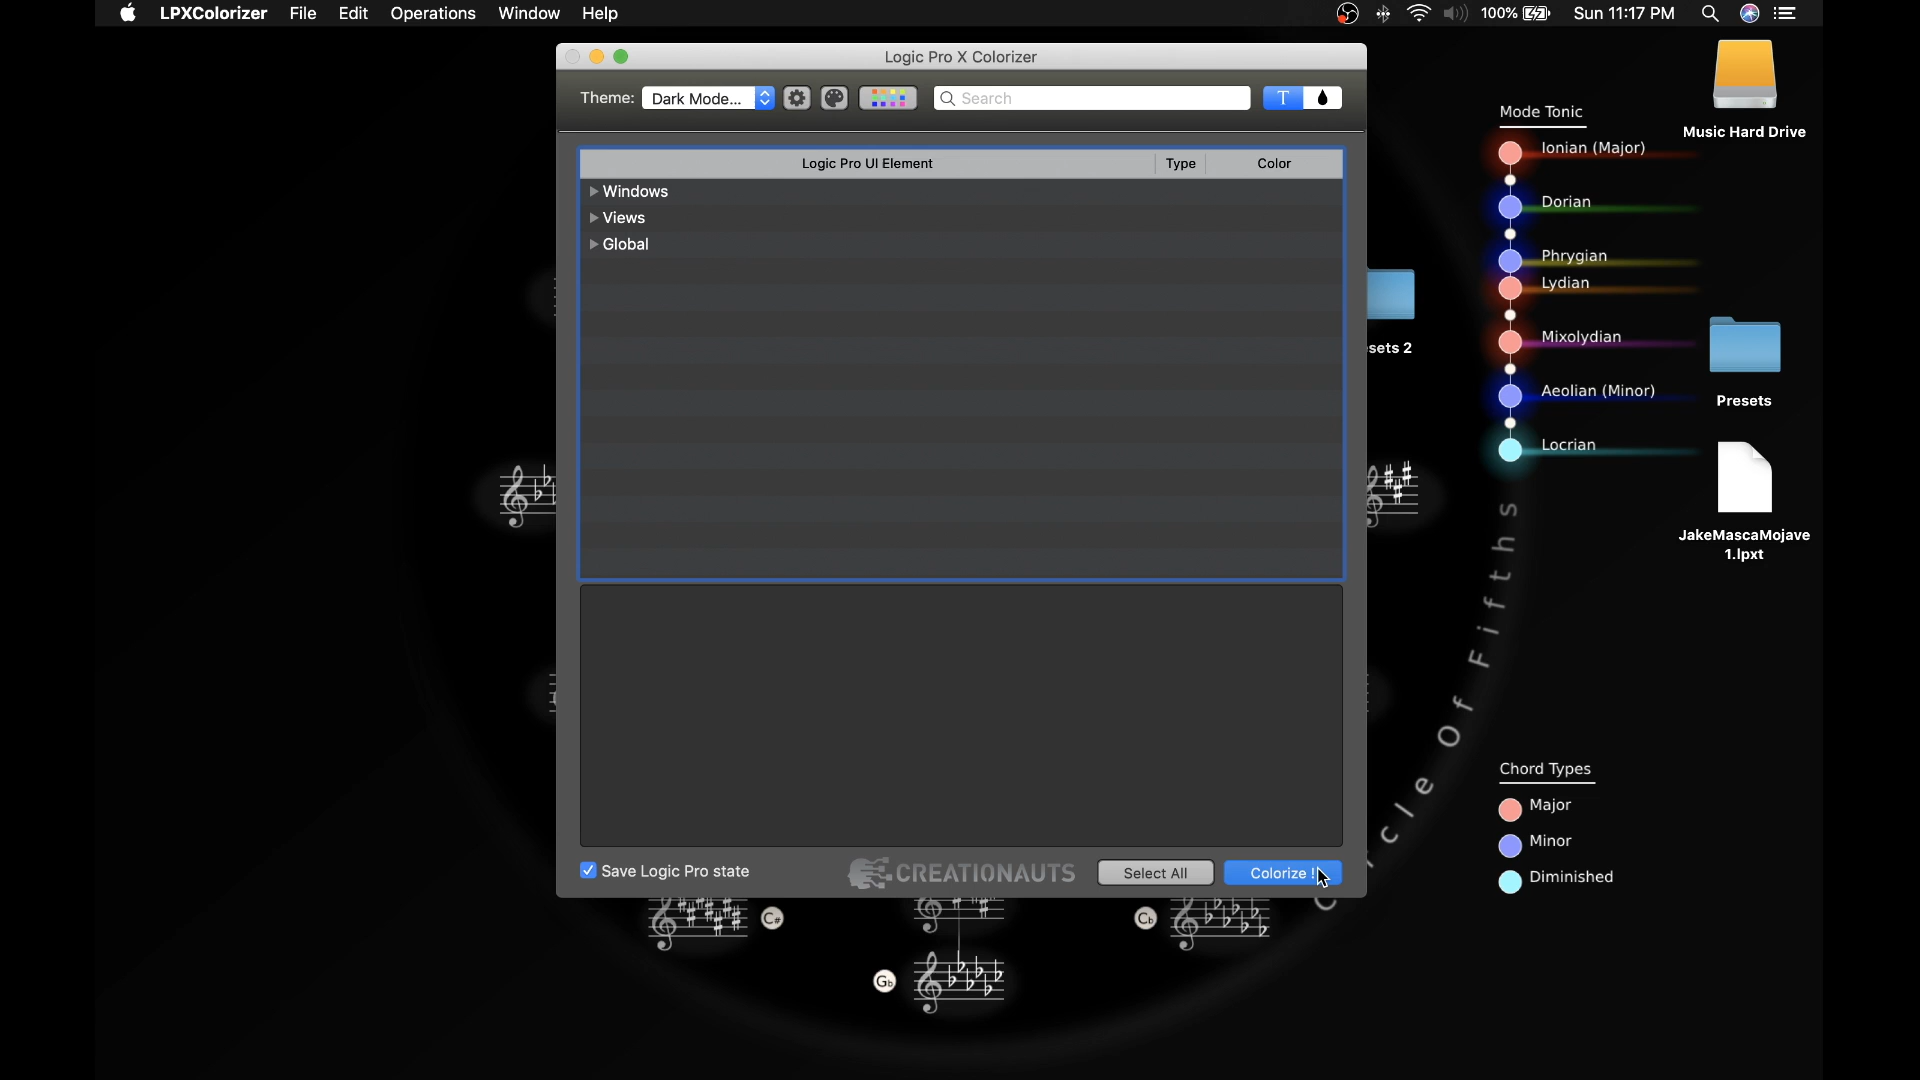 LPXColorizer File Edit Operations Window Help
100% Sun 11:17 PM
Logic Pro X Colorizer
Theme: Dark Mode... Search T
Logic Pro UI Element Type Color
Windows
Views
Global
Save Logic Pro state
CREATIONAUTS
Select All
Colorize !
Music Hard Drive
Mode Tonic
Ionian (Major)
Dorian
Phrygian
Lydian
Mixolydian
Aeolian (Minor)
Locrian
sets 2
Presets
JakeMascaMojave
1.lpxt
rcle Of Fifths
Chord Types
Major
Minor
Diminished
C#
Cb
Gb